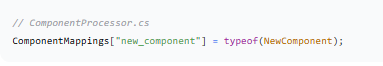 // ComponentProcessor.cs
ComponentMappings["new_component"] = typeof(NewComponent);